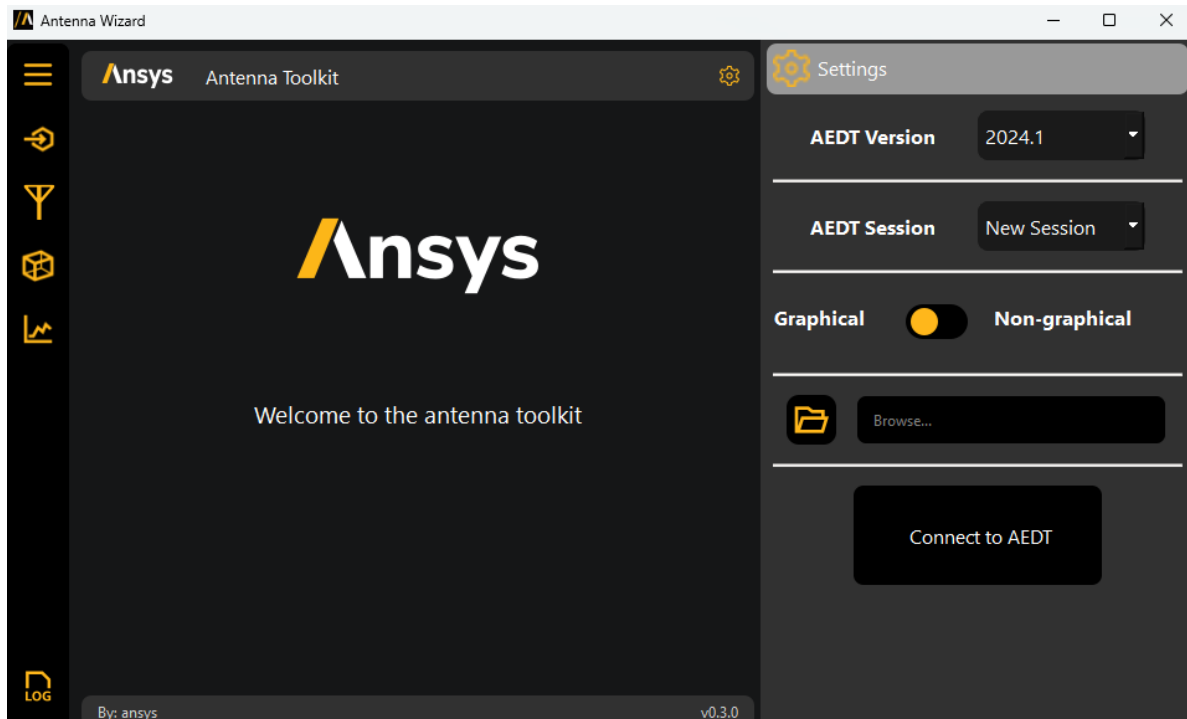 Antenna Wizard
Ansys Antenna Toolkit
Settings
AEDT Version 2024.1
AEDT Session New Session
Ansys
Graphical Non-graphical
Welcome to the antenna toolkit
Browse...
Connect to AEDT
LOG
By: ansys v0.3.0